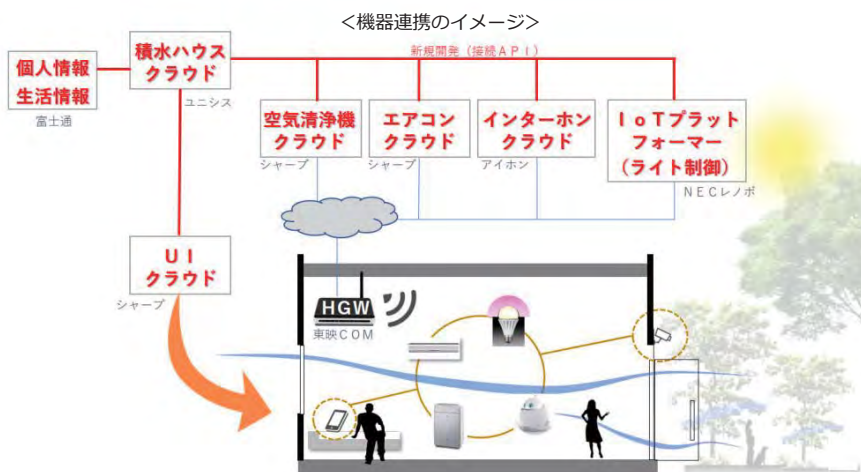 ＜機器連携のイメージ＞
新規開発（接続ＡＰＩ）
個人情報
生活情報
富士通
積水ハウス
クラウド
ユニシス
空気清浄機
クラウド
シャープ
エアコン
クラウド
シャープ
インターホン
クラウド
アイホン
ＩｏＴプラット
フォーマー
（ライト制御）
ＮＥＣレノボ
ＵＩ
クラウド
シャープ
HGW
東映ＣＯＭ